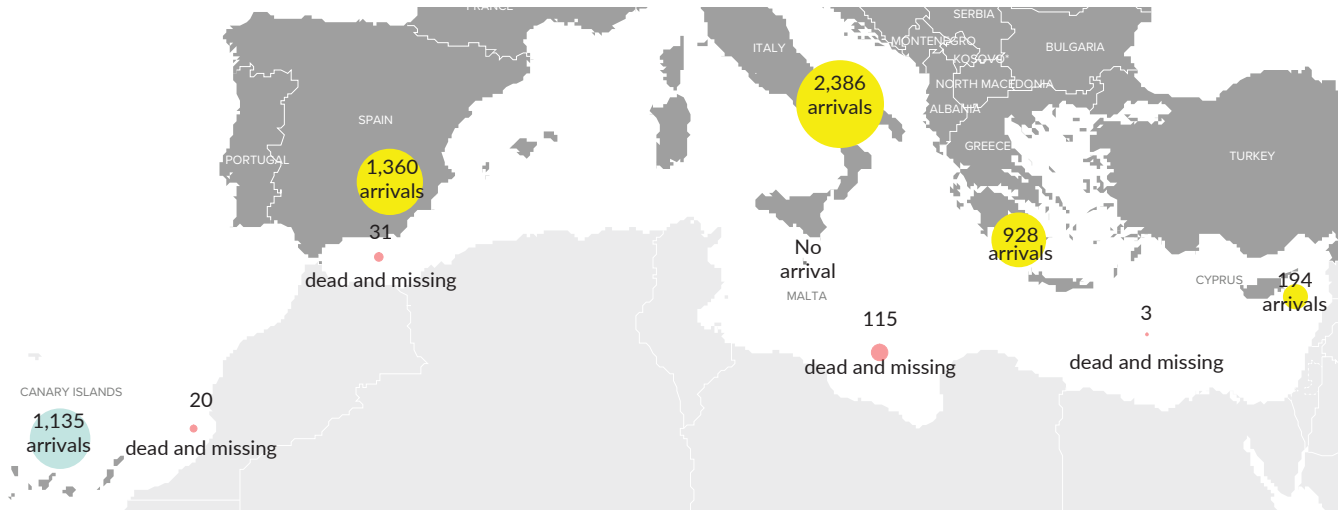 FRANCE
SERBIA
ITALY
MONTENEGRO
BULGARIA
KOSOVO*
2,386
arrivals
NORTH MACEDONIA
ALBANIA
SPAIN
GREECE
PORTUGAL
TURKEY
1,360
arrivals
31
dead and missing
No
arrival
MALTA
928
arrivals
CYPRUS
194
arrivals
115
dead and missing
3
dead and missing
CANARY ISLANDS
1,135
arrivals
20
dead and missing